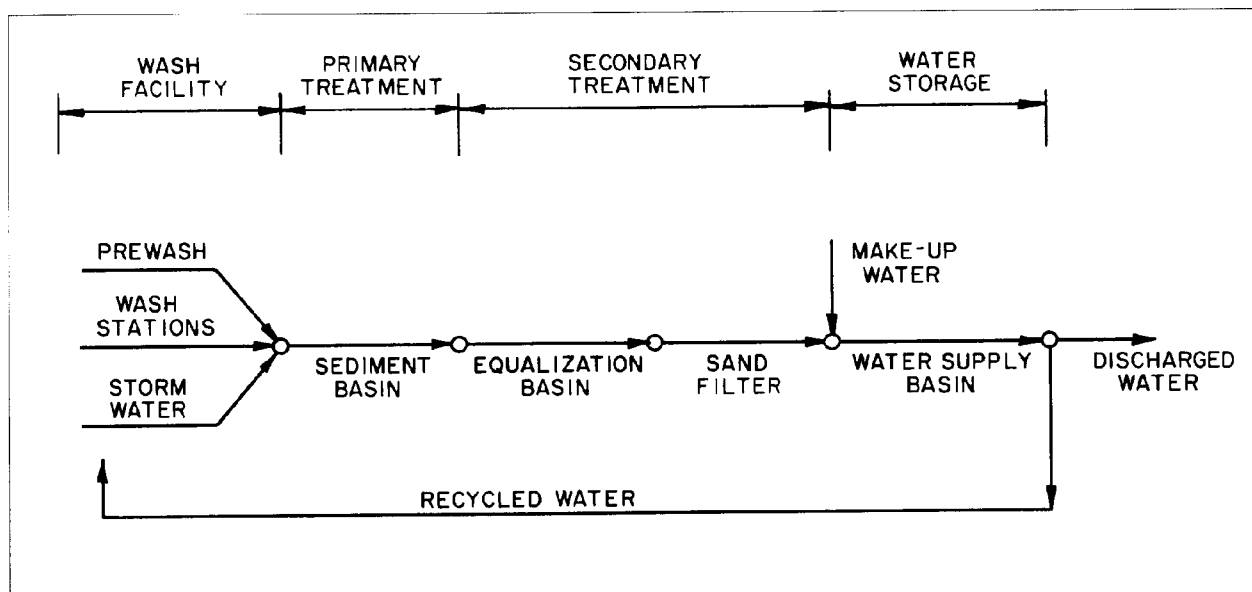 WASH
FACILITY
PRIMARY
TREATMENT
SECONDARY
TREATMENT
WATER
STORAGE
PREWASH
WASH
STATIONS
STORM
WATER
SEDIMENT
BASIN
EQUALIZATION
BASIN
SAND
FILTER
MAKE-UP
WATER
WATER SUPPLY
BASIN
DISCHARGED
WATER
RECYCLED WATER